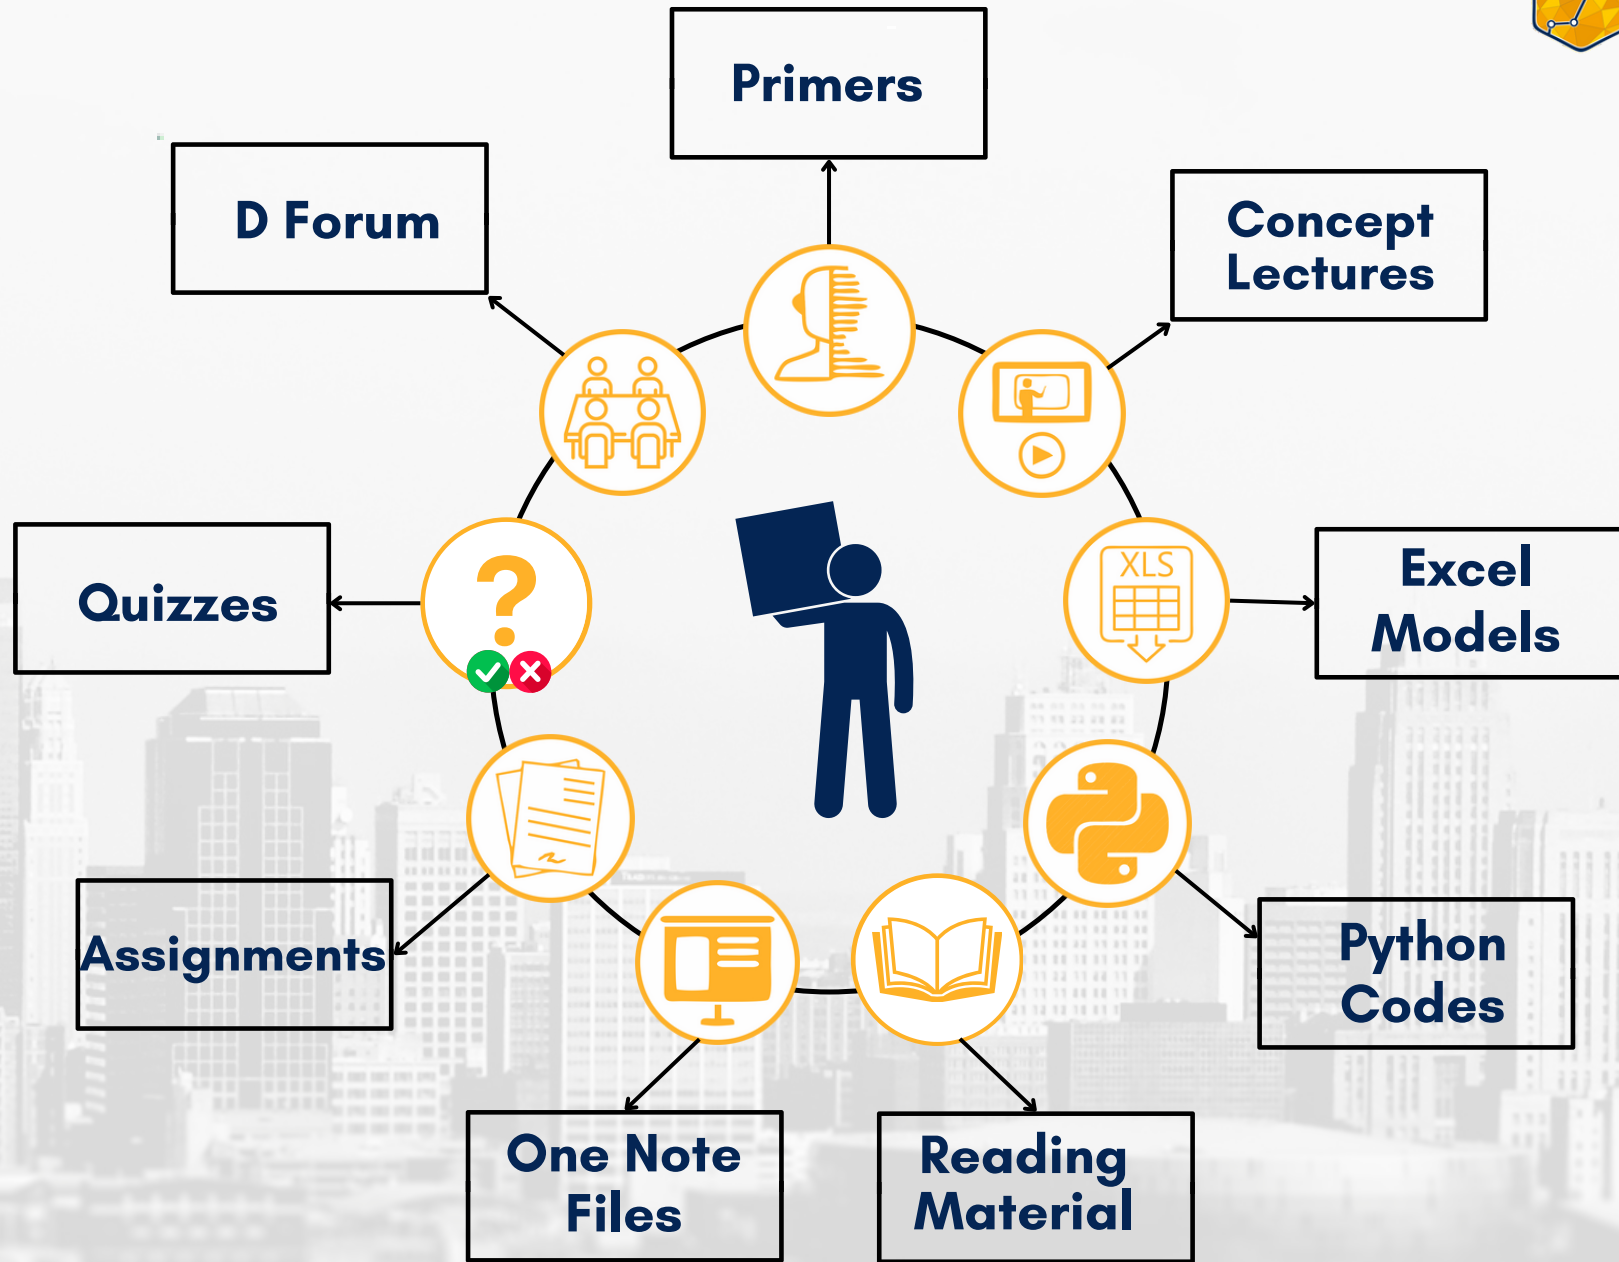 Primers
D Forum
Concept
Lectures
XLS
Excel
Models
Quizzes
Python
Codes
Assignments
One Note
Files
Reading
Material